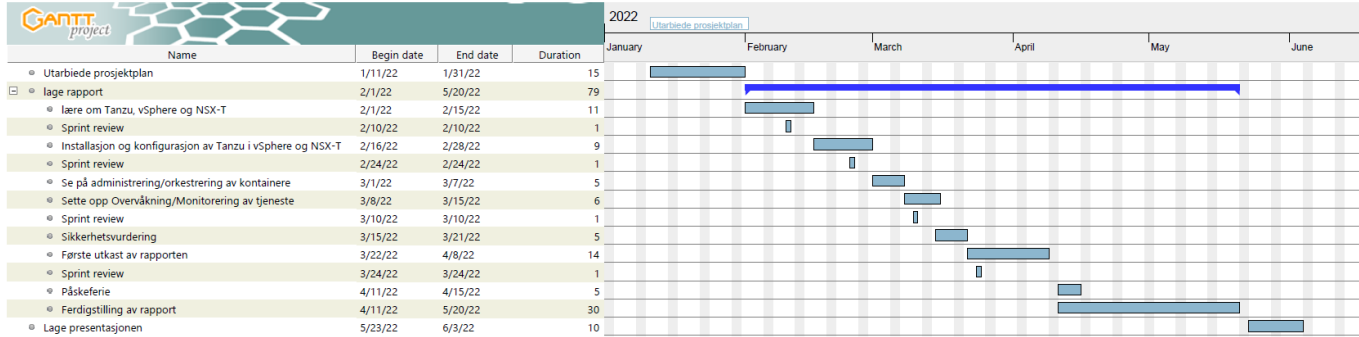 GANTT
project
2022
Utarbiede prosjektplan
Name Begin date End date Duration
January February March April May June
Utarbiede prosjektplan 1/11/22 1/31/22 15
lage rapport 2/1/22 5/20/22 79
lære om Tanzu, vSphere og NSX-T 2/1/22 2/15/22 11
Sprint review 2/10/22 2/10/22 1
Installasjon og konfigurasjon av Tanzu i vSphere og NSX-T 2/16/22 2/28/22 9
Sprint review 2/24/22 2/24/22 1
Se på administrering/orkestrering av kontainere 3/1/22 3/7/22 5
Sette opp Overvåkning/Monitorering av tjeneste 3/8/22 3/15/22 6
Sprint review 3/10/22 3/10/22 1
Sikkerhetsvurdering 3/15/22 3/21/22 5
Første utkast av rapporten 3/22/22 4/8/22 14
Sprint review 3/24/22 3/24/22 1
Påskeferie 4/11/22 4/15/22 5
Ferdigstilling av rapport 4/11/22 5/20/22 30
Lage presentasjonen 5/23/22 6/3/22 10